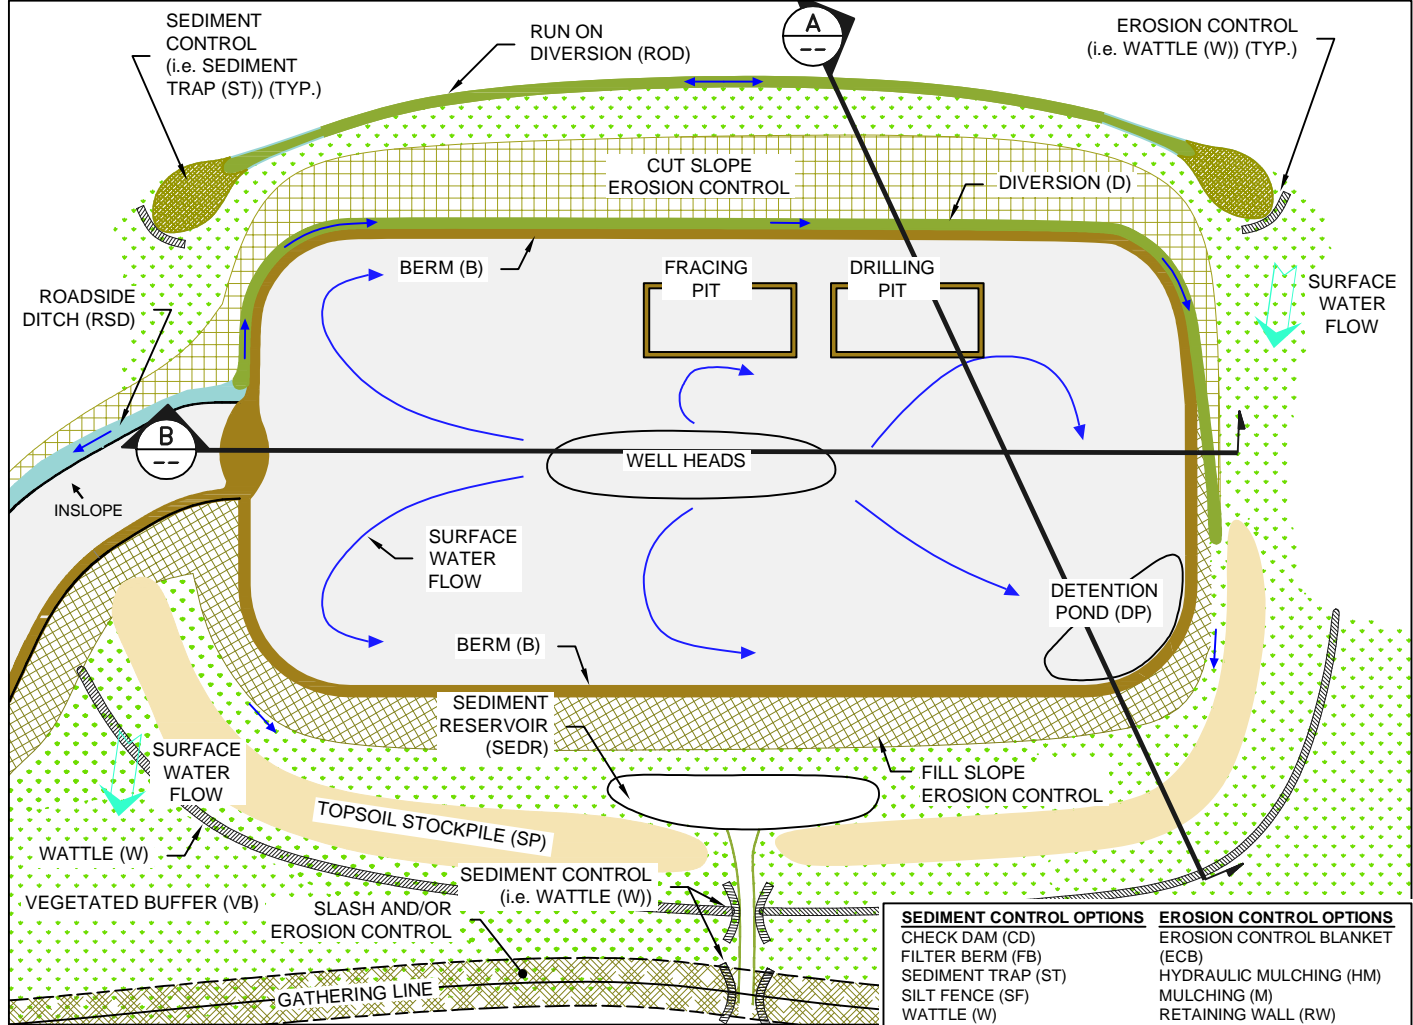 SEDIMENT
CONTROL
(i.e. SEDIMENT
TRAP (ST)) (TYP.)
RUN ON
DIVERSION (ROD)
A
--
EROSION CONTROL
(i.e. WATTLE (W)) (TYP.)
CUT SLOPE
EROSION CONTROL
DIVERSION (D)
BERM (B)
FRACING
PIT
DRILLING
PIT
ROADSIDE
DITCH (RSD)
SURFACE
WATER
FLOW
B
--
INSLOPE
WELL HEADS
SURFACE
WATER
FLOW
DETENTION
POND (DP)
BERM (B)
SEDIMENT
RESERVOIR
(SEDR)
SURFACE
WATER
FLOW
FILL SLOPE
EROSION CONTROL
TOPSOIL STOCKPILE (SP)
WATTLE (W)
SEDIMENT CONTROL
(i.e. WATTLE (W))
VEGETATED BUFFER (VB)
SLASH AND/OR
EROSION CONTROL
GATHERING LINE
SEDIMENT CONTROL OPTIONS
CHECK DAM (CD)
FILTER BERM (FB)
SEDIMENT TRAP (ST)
SILT FENCE (SF)
WATTLE (W)
EROSION CONTROL OPTIONS
EROSION CONTROL BLANKET
(ECB)
HYDRAULIC MULCHING (HM)
MULCHING (M)
RETAINING WALL (RW)